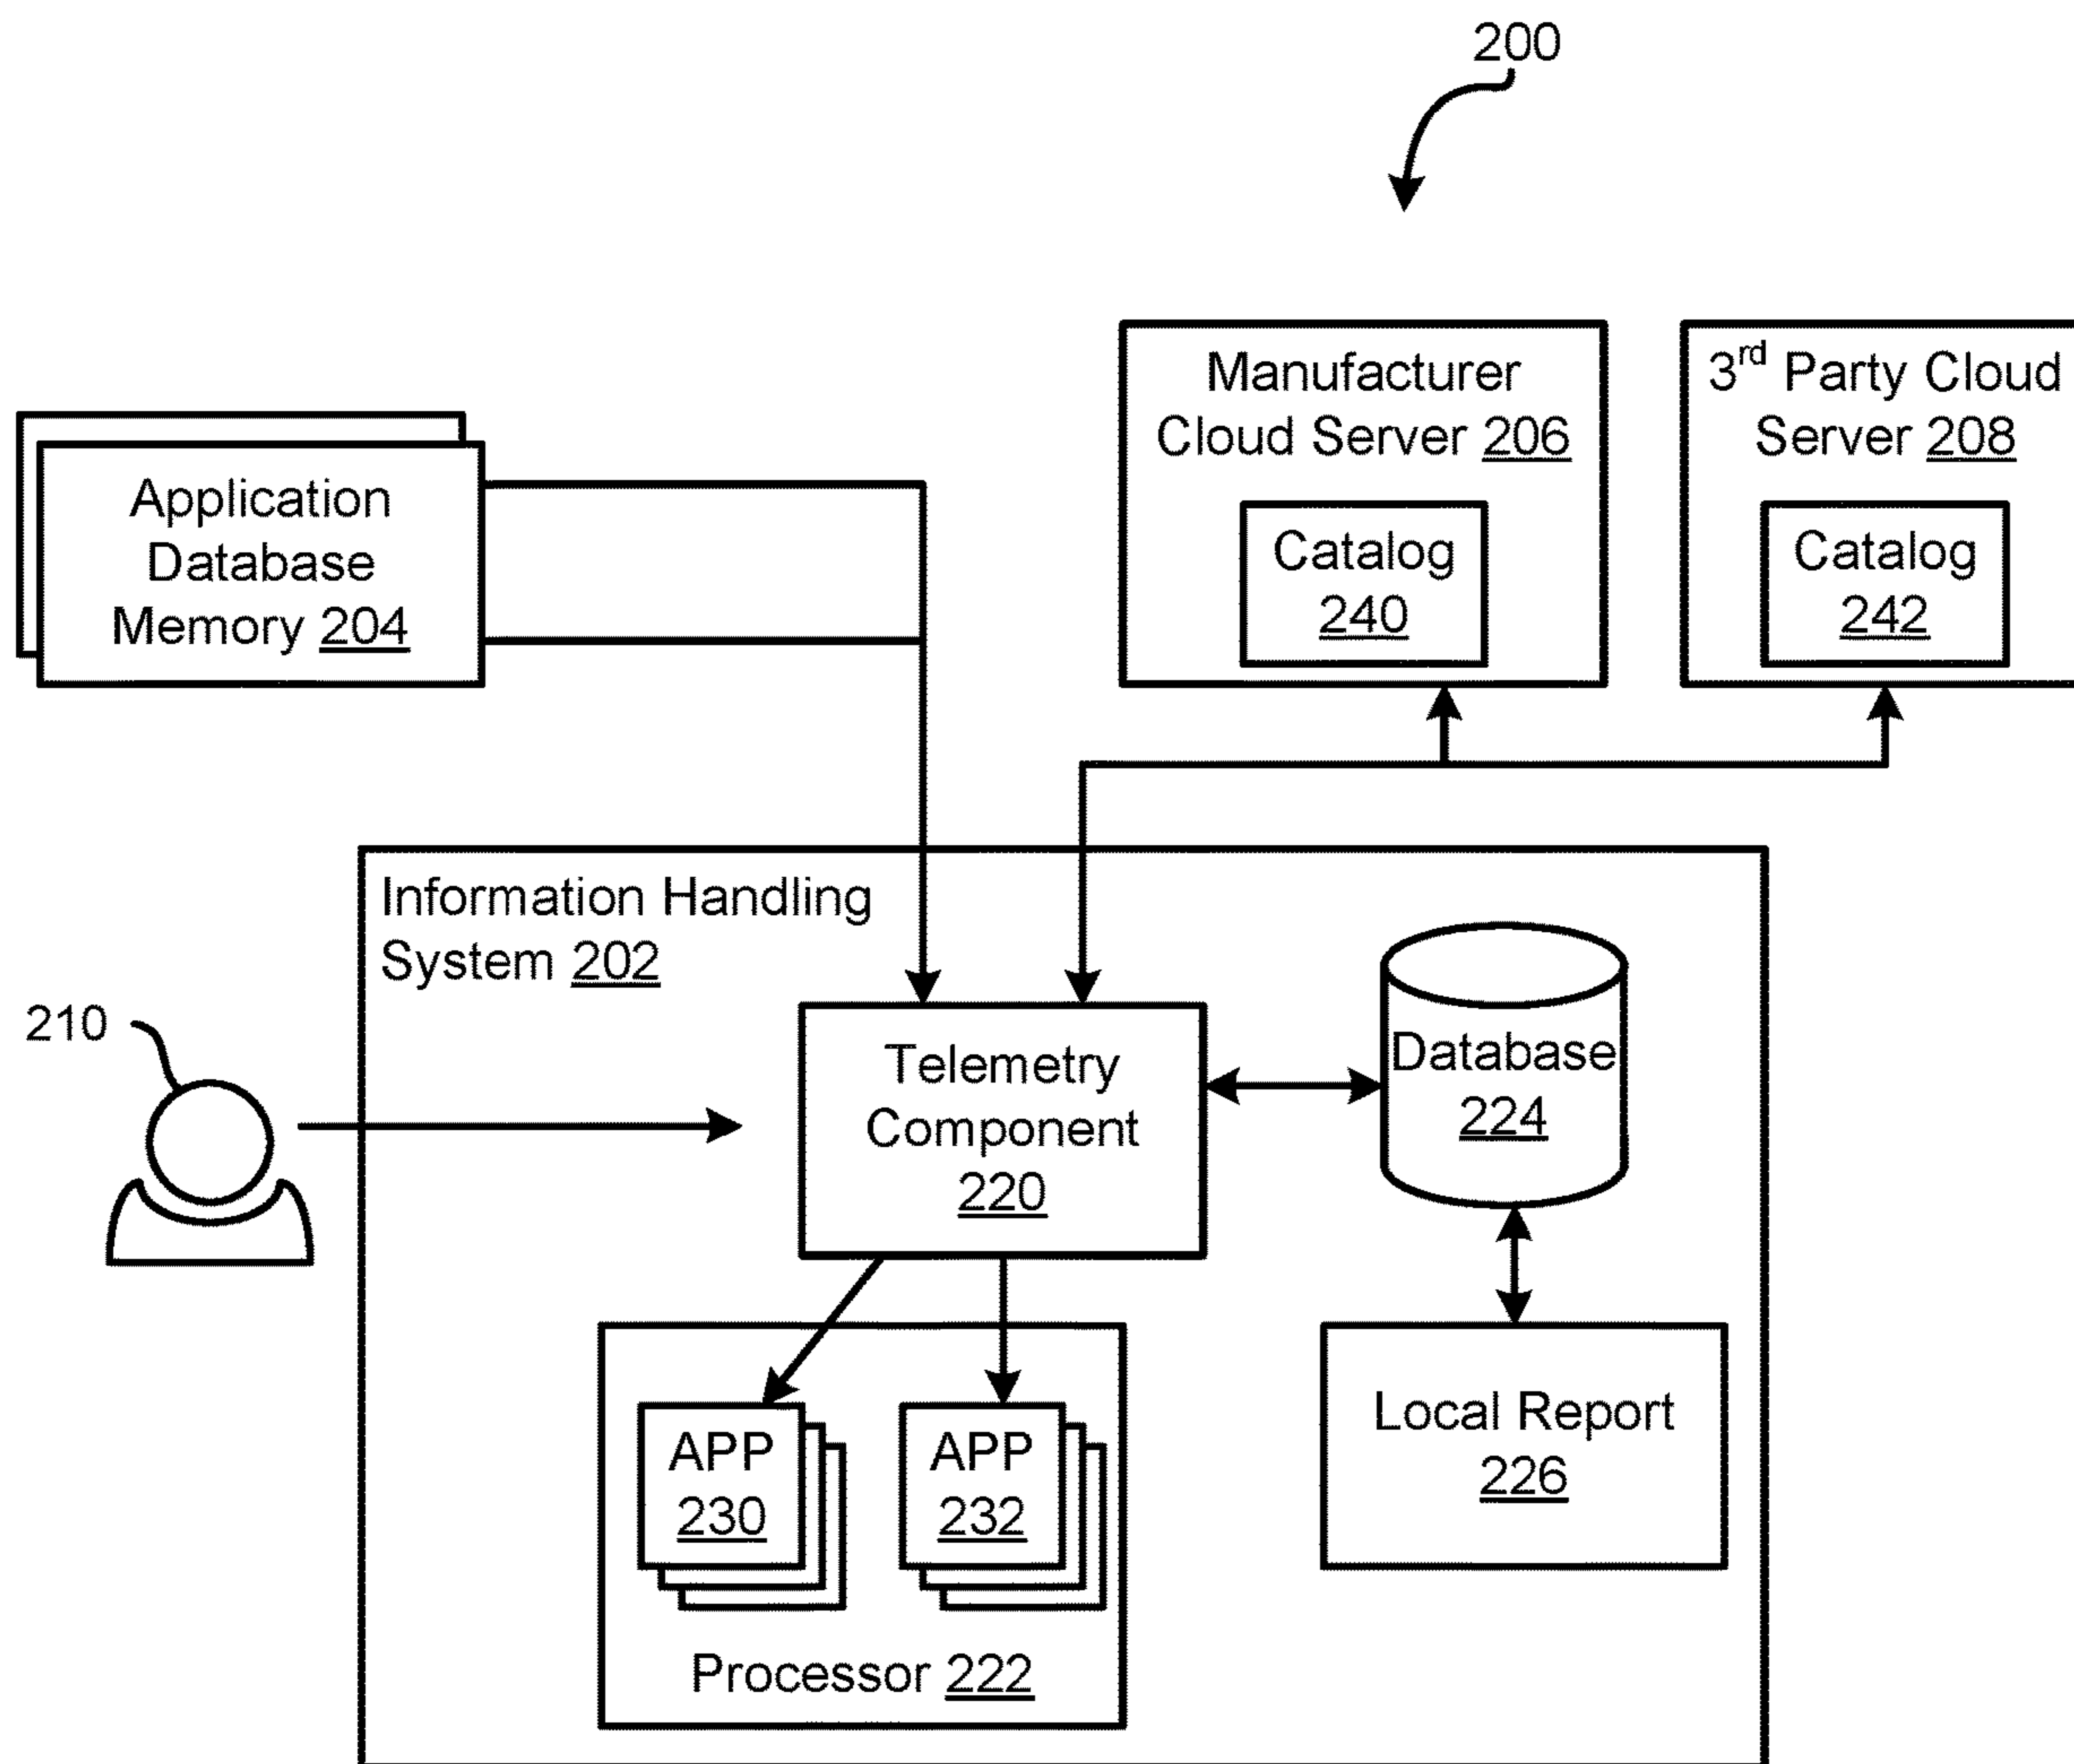 200
Manufacturer
Cloud Server 206
Catalog
240
3rd Party Cloud
Server 208
Catalog
242
Application
Database
Memory 204
Information Handling
System 202
210
Telemetry
Component
220
Database
224
APP
230
APP
232
Processor 222
Local Report
226